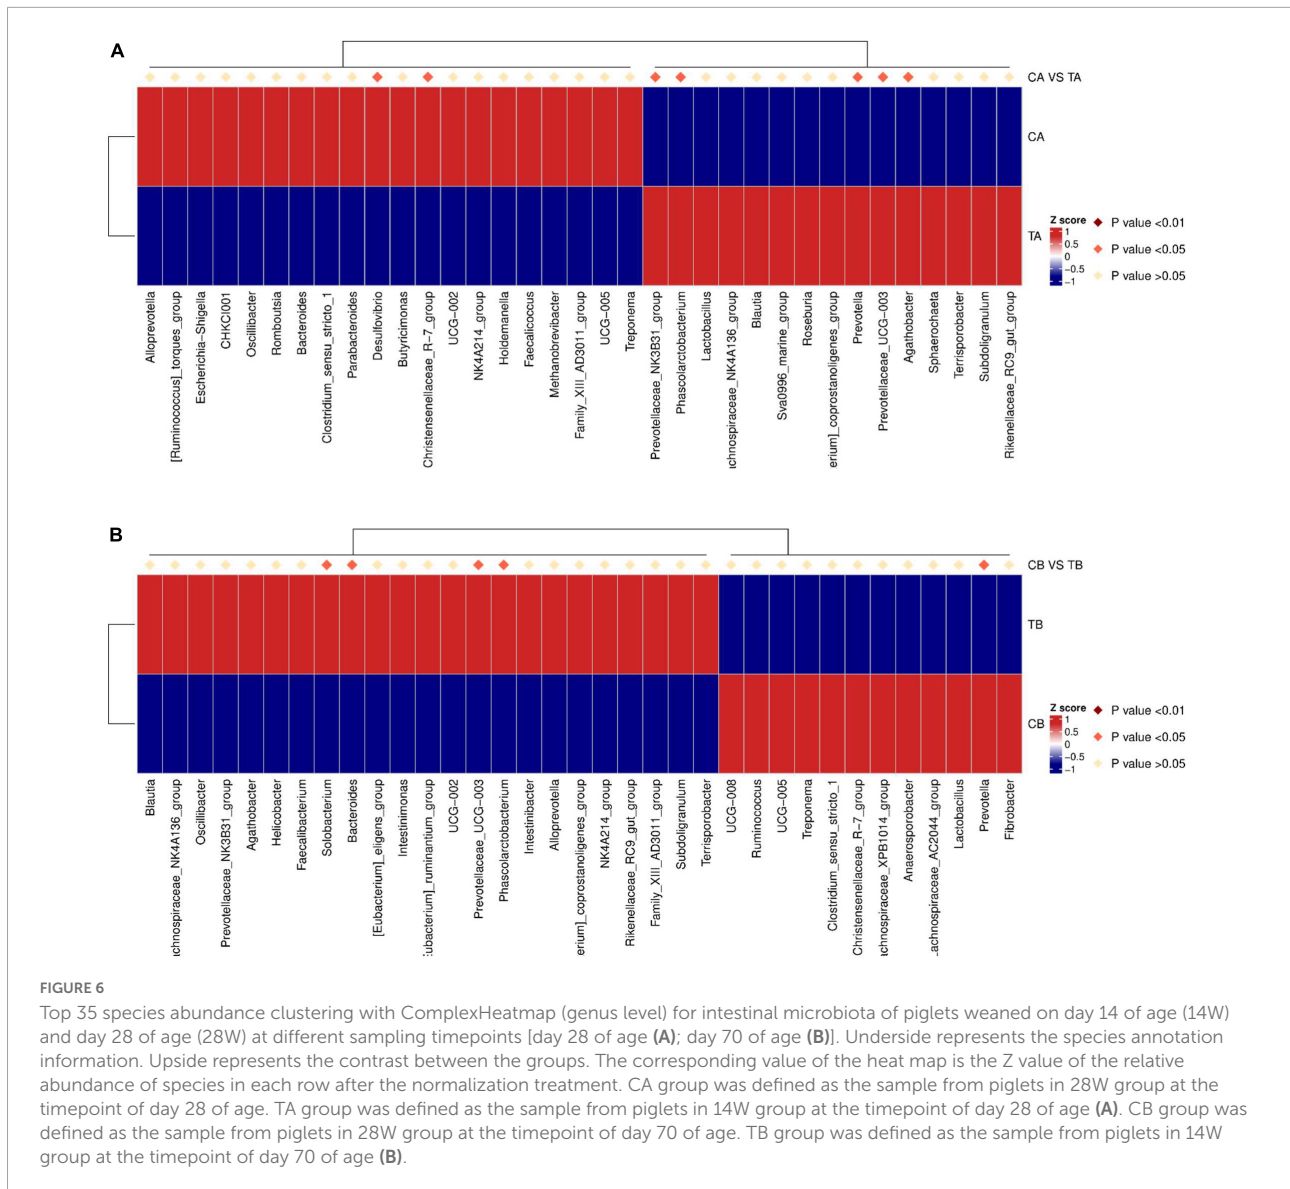 A
CA VS TA
CA
TA
Z score
1
0.5
0
−0.5
−1
P value <0.01
P value <0.05
P value >0.05
Alloprevotella
[Ruminococcus]_torques_group
Escherichia−Shigella
CHKCI001
Oscillibacter
Romboutsia
Bacteroides
Clostridium_sensu_stricto_1
Parabacteroides
Desulfovibrio
Butyricimonas
Christensenellaceae_R−7_group
UCG−002
NK4A214_group
Holdemanella
Faecalicoccus
Methanobrevibacter
Family_XIII_AD3011_group
UCG−005
Treponema
Prevotellaceae_NK3B31_group
Phascolarctobacterium
Lactobacillus
achnospiraceae_NK4A136_group
Blautia
Sva0996_marine_group
Roseburia
erium]_coprostanoligenes_group
Prevotella
Prevotellaceae_UCG−003
Agathobacter
Sphaerochaeta
Terrisporobacter
Subdoligranulum
Rikenellaceae_RC9_gut_group
B
CB VS TB
TB
CB
Z score
1
0.5
0
−0.5
−1
P value <0.01
P value <0.05
P value >0.05
Blautia
achnospiraceae_NK4A136_group
Oscillibacter
Prevotellaceae_NK3B31_group
Agathobacter
Helicobacter
Faecalibacterium
Solobacterium
Bacteroides
[Eubacterium]_eligens_group
Intestinimonas
ubacterium]_ruminantium_group
UCG−002
Prevotellaceae_UCG−003
Phascolarctobacterium
Intestinibacter
Alloprevotella
erium]_coprostanoligenes_group
NK4A214_group
Rikenellaceae_RC9_gut_group
Family_XIII_AD3011_group
Subdoligranulum
Terrisporobacter
UCG−008
Ruminococcus
UCG−005
Treponema
Clostridium_sensu_stricto_1
Christensenellaceae_R−7_group
achnospiraceae_XPB1014_group
Anaerosporobacter
Lachnospiraceae_AC2044_group
Lactobacillus
Prevotella
Fibrobacter
FIGURE 6
Top 35 species abundance clustering with ComplexHeatmap (genus level) for intestinal microbiota of piglets weaned on day 14 of age (14W)
and day 28 of age (28W) at different sampling timepoints [day 28 of age (A); day 70 of age (B)]. Underside represents the species annotation
information. Upside represents the contrast between the groups. The corresponding value of the heat map is the Z value of the relative
abundance of species in each row after the normalization treatment. CA group was defined as the sample from piglets in 28W group at the
timepoint of day 28 of age. TA group was defined as the sample from piglets in 14W group at the timepoint of day 28 of age (A). CB group was
defined as the sample from piglets in 28W group at the timepoint of day 70 of age. TB group was defined as the sample from piglets in 14W
group at the timepoint of day 70 of age (B).